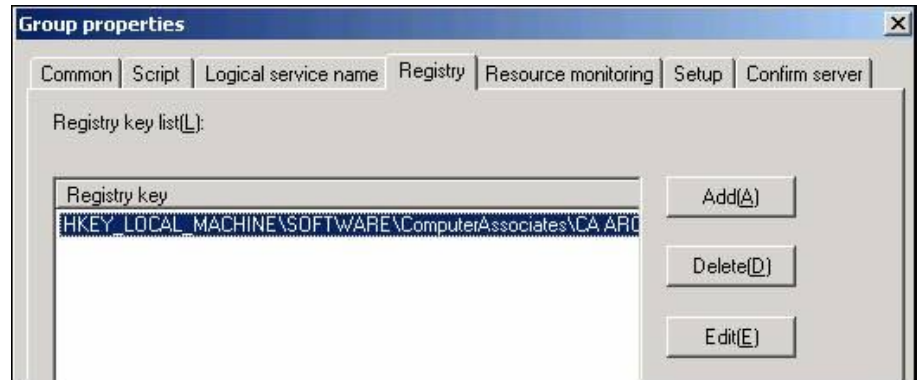 Group properties
Common Script Logical service name Registry Resource monitoring Setup Confirm server
Registry key list(L):
Registry key
Add(A)
HKEY_LOCAL_MACHINE\SOFTWARE\ComputerAssociates\CA ARC
Delete(D)
Edit(E)